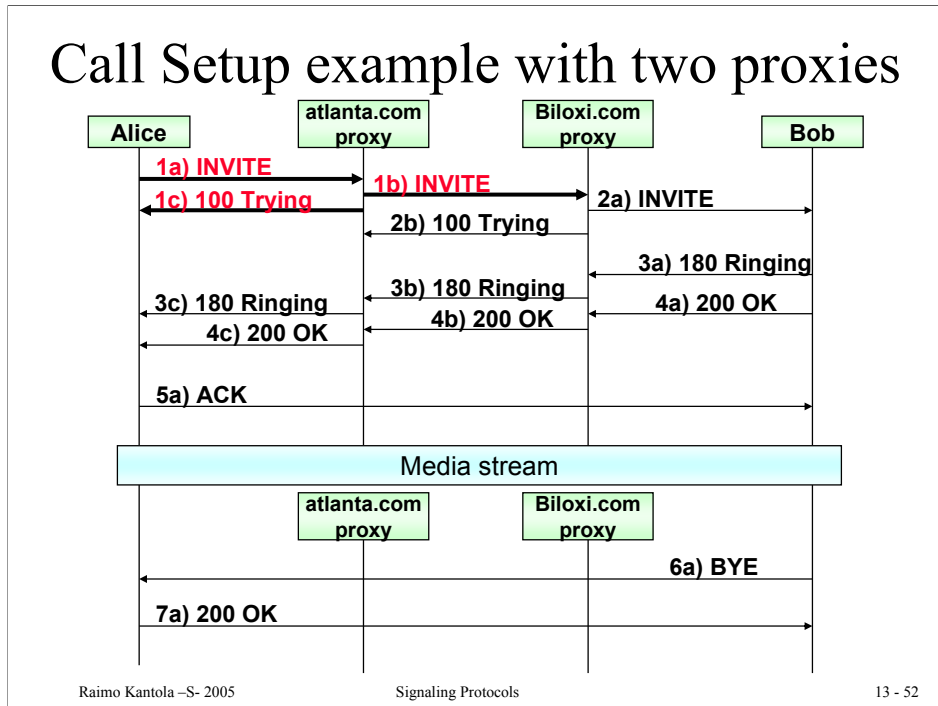 Call Setup example with two proxies
Alice
atlanta.com
proxy
Biloxi.com
proxy
Bob
1a) INVITE
1b) INVITE
1c) 100 Trying
2a) INVITE
2b) 100 Trying
3a) 180 Ringing
3b) 180 Ringing
3c) 180 Ringing
4a) 200 OK
4b) 200 OK
4c) 200 OK
5a) ACK
Media stream
atlanta.com
proxy
Biloxi.com
proxy
6a) BYE
7a) 200 OK
Raimo Kantola –S- 2005
Signaling Protocols
13 - 52